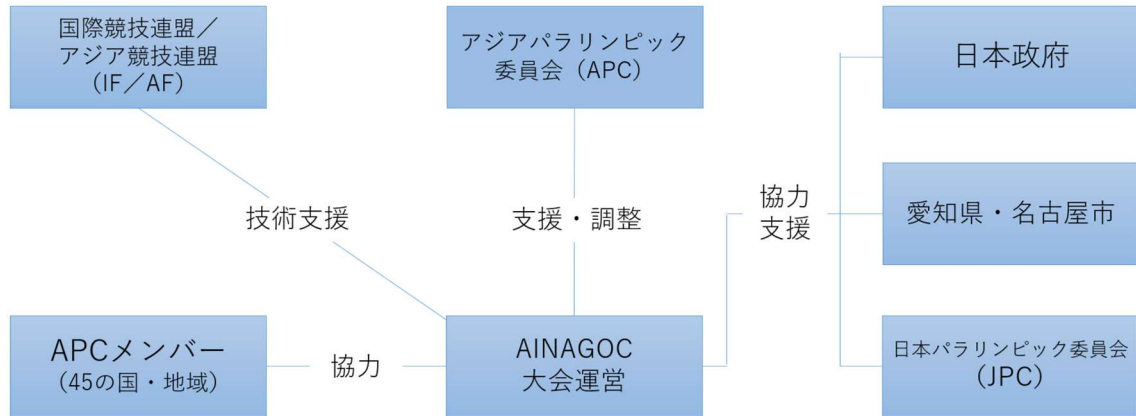 国際競技連盟／
アジア競技連盟
（IF／AF）
アジアパラリンピック
委員会（APC）
日本政府
技術支援
支援・調整
協力
支援
愛知県・名古屋市
APCメンバー
（45の国・地域）
協力
AINAGOC
大会運営
日本パラリンピック委員会
（JPC）